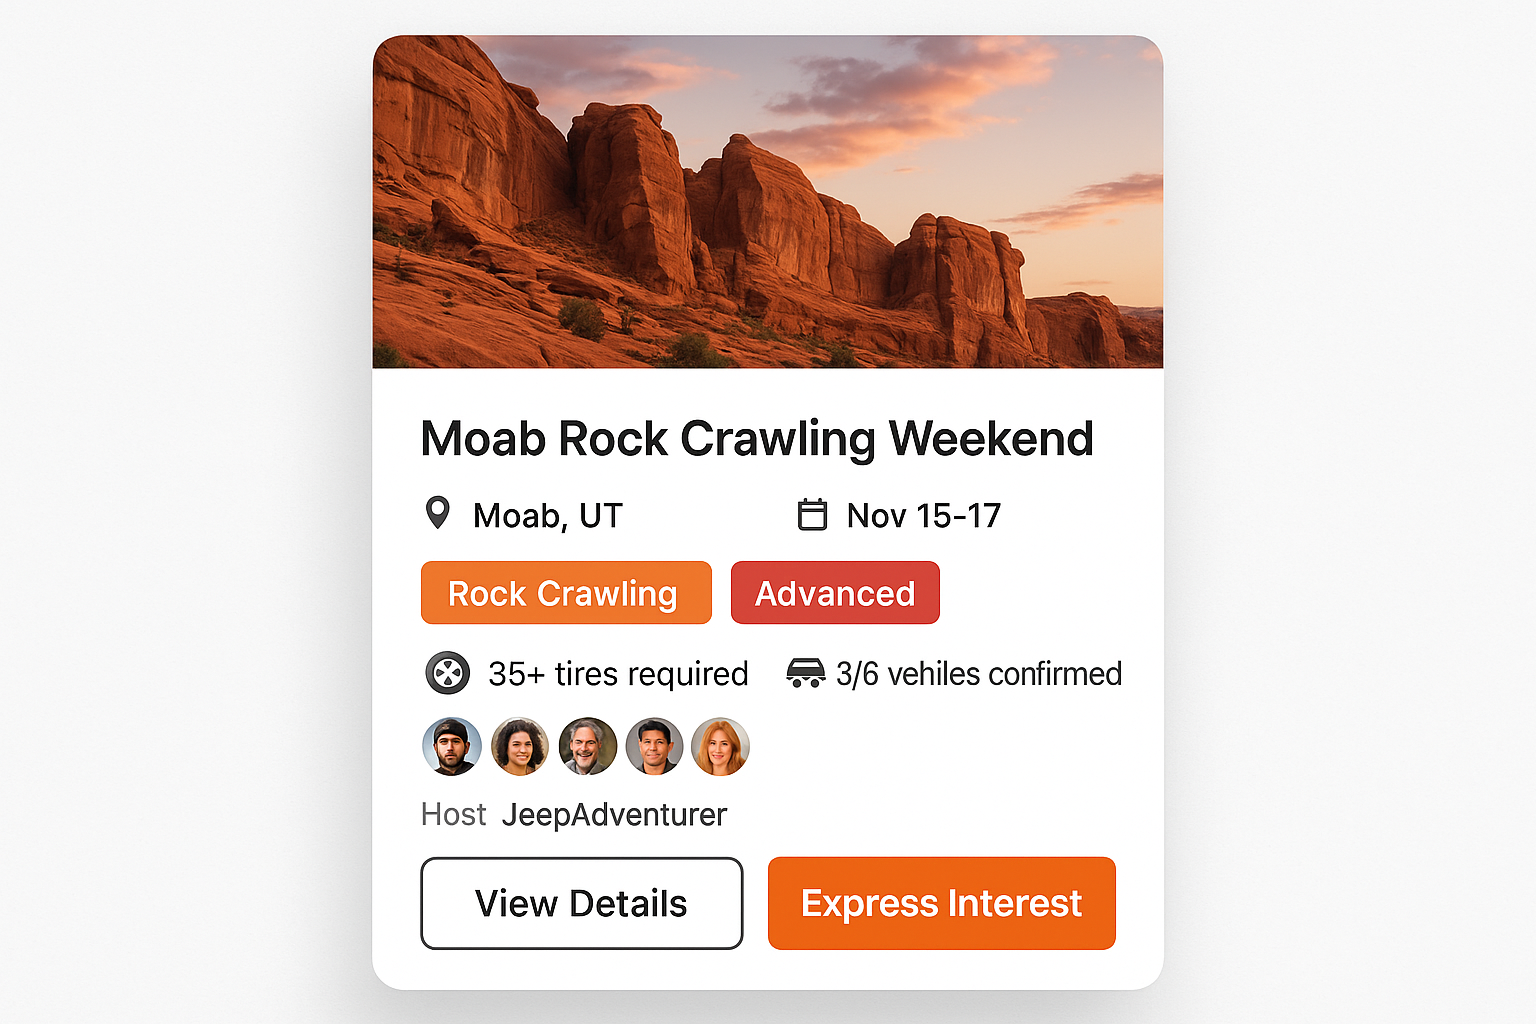 Moab Rock Crawling Weekend
Moab, UT
Nov 15-17
Rock Crawling
Advanced
35+ tires required
3/6 vehiles confirmed
Host JeepAdventurer
View Details
Express Interest